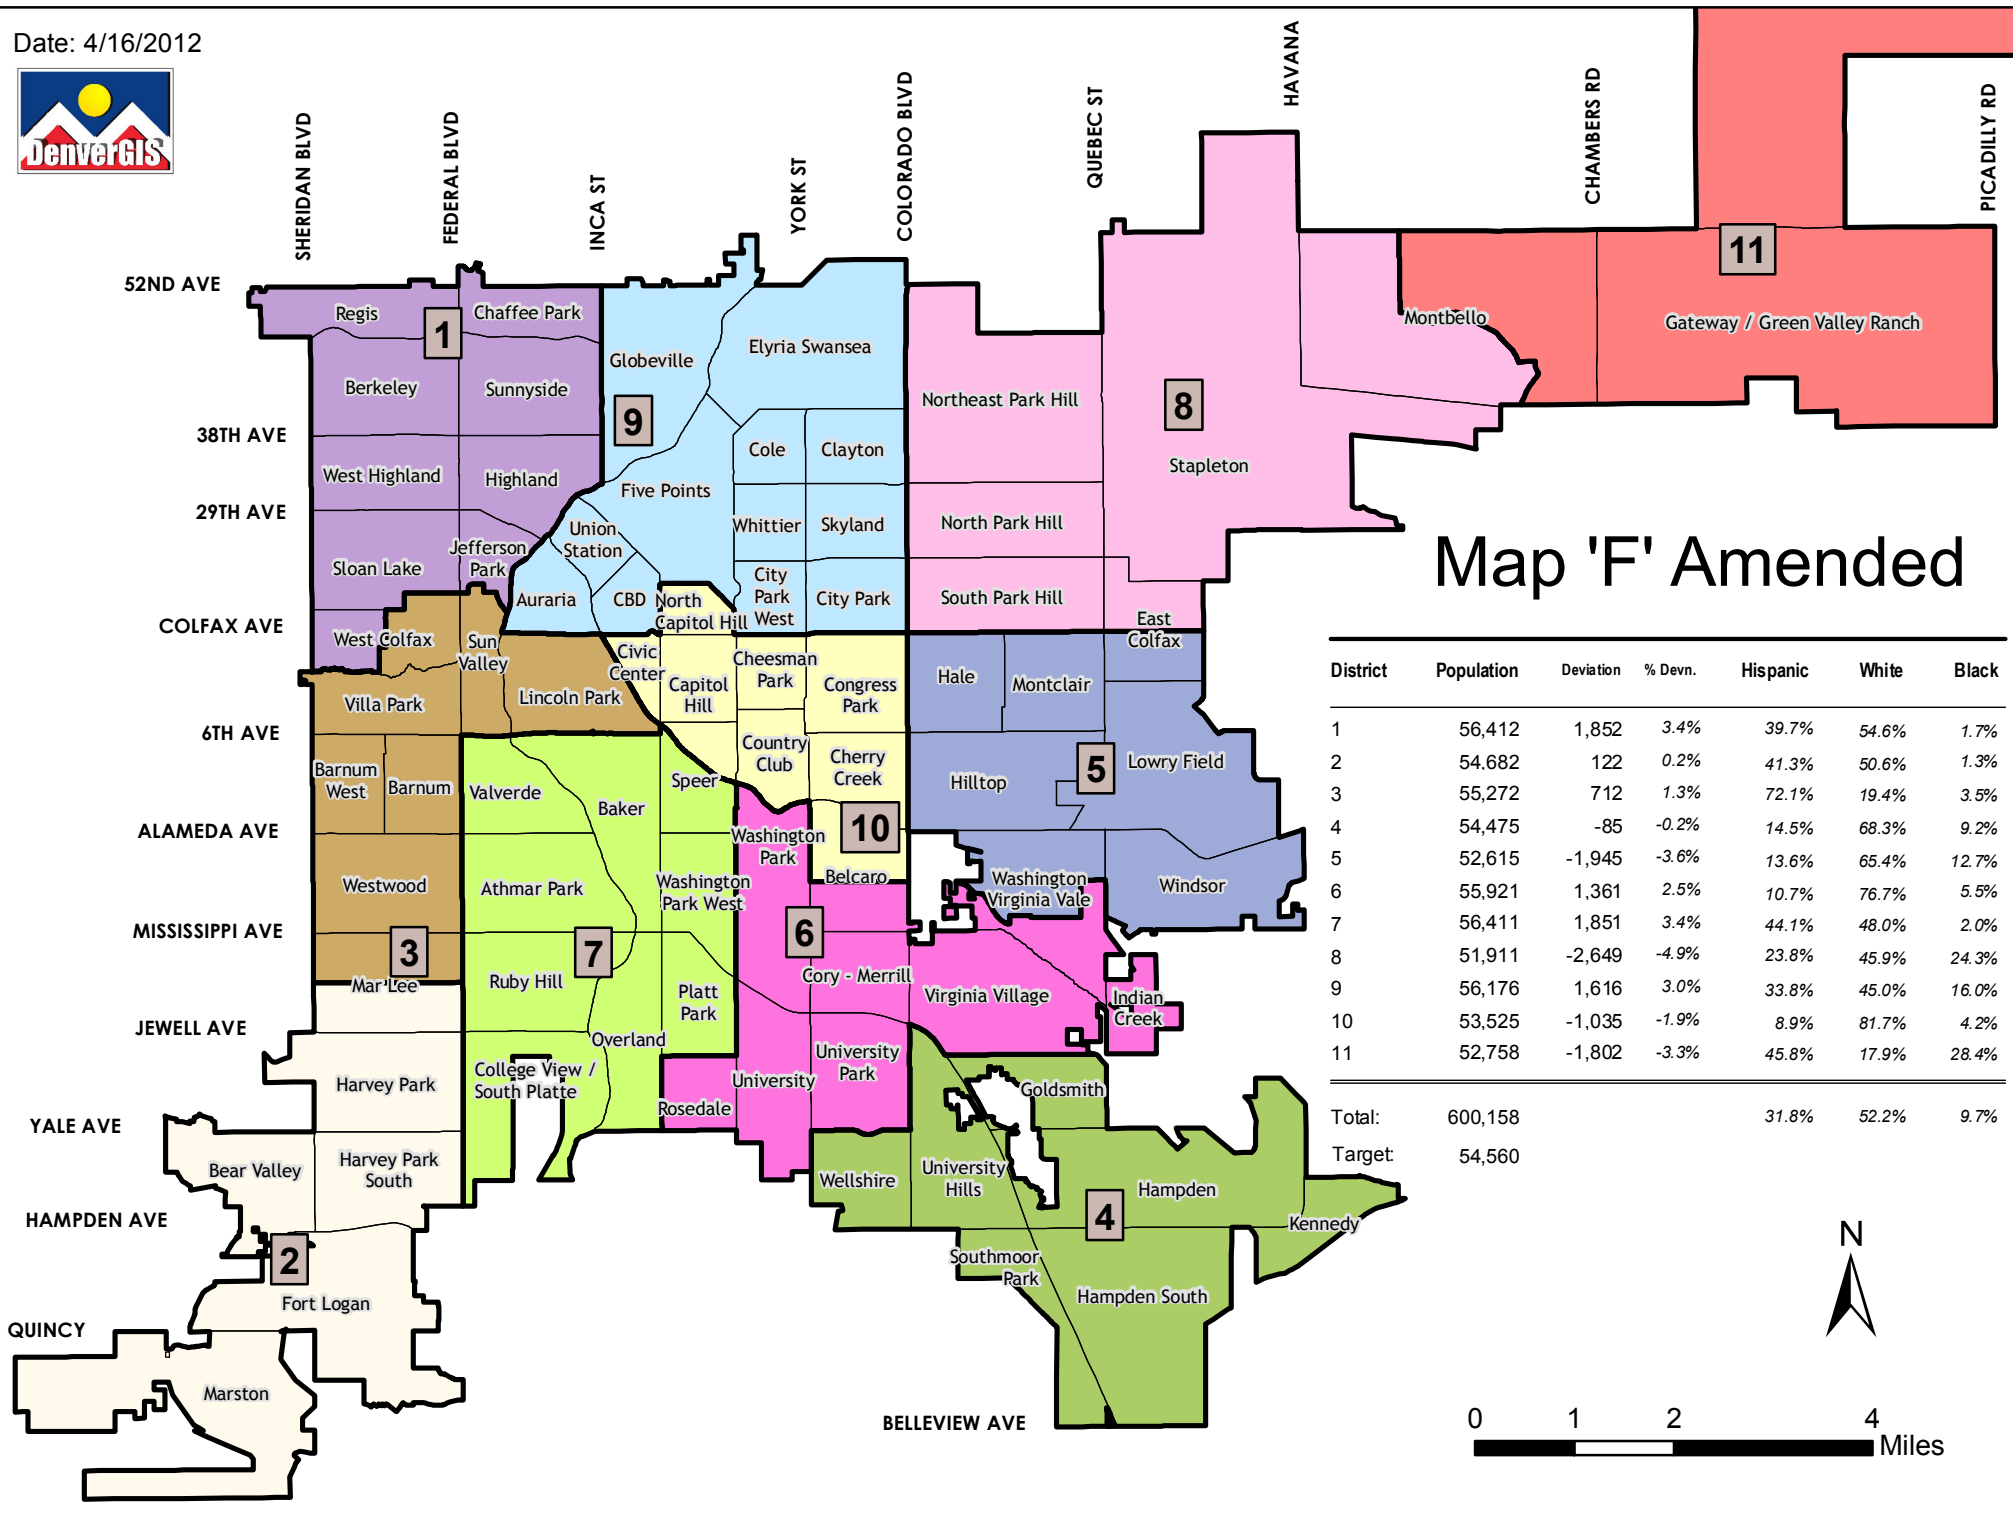 Date: 4/16/2012
DenverGIS
SHERIDAN BLVD
FEDERAL BLVD
INCA ST
YORK ST
COLORADO BLVD
QUEBEC ST
HAVANA
CHAMBERS RD
PICADILLY RD
52ND AVE
38TH AVE
29TH AVE
COLFAX AVE
6TH AVE
ALAMEDA AVE
MISSISSIPPI AVE
JEWELL AVE
YALE AVE
HAMPDEN AVE
QUINCY
BELLEVIEW AVE
1
Regis
Chaffee Park
Berkeley
Sunnyside
West Highland
Highland
Sloan Lake
Jefferson
Park
West Colfax
9
Globeville
Elyria Swansea
Cole
Clayton
Five Points
Union
Station
Whittier
Skyland
Auraria
CBD
City
Park
West
City Park
North
Capitol Hill
8
Northeast Park Hill
Stapleton
North Park Hill
South Park Hill
East
Colfax
Montbello
11
Gateway / Green Valley Ranch
Sun
Valley
Villa Park
Lincoln Park
Barnum
West
Barnum
Westwood
3
Mar Lee
Civic
Center
Capitol
Hill
Cheesman
Park
Congress
Park
Country
Club
Cherry
Creek
10
Belcaro
Hale
Montclair
5
Lowry Field
Hilltop
Washington
Virginia Vale
Windsor
Valverde
Baker
Speer
Athmar Park
Washington
Park West
7
Ruby Hill
Platt
Park
Overland
College View /
South Platte
Washington
Park
6
Cory - Merrill
Virginia Village
Indian
Creek
University
Park
University
Rosedale
Harvey Park
Bear Valley
Harvey Park
South
2
Fort Logan
Marston
Goldsmith
Wellshire
University
Hills
Hampden
4
Kennedy
Southmoor
Park
Hampden South
Map 'F' Amended
District Population Deviation % Devn. Hispanic White Black
1 56,412 1,852 3.4% 39.7% 54.6% 1.7%
2 54,682 122 0.2% 41.3% 50.6% 1.3%
3 55,272 712 1.3% 72.1% 19.4% 3.5%
4 54,475 -85 -0.2% 14.5% 68.3% 9.2%
5 52,615 -1,945 -3.6% 13.6% 65.4% 12.7%
6 55,921 1,361 2.5% 10.7% 76.7% 5.5%
7 56,411 1,851 3.4% 44.1% 48.0% 2.0%
8 51,911 -2,649 -4.9% 23.8% 45.9% 24.3%
9 56,176 1,616 3.0% 33.8% 45.0% 16.0%
10 53,525 -1,035 -1.9% 8.9% 81.7% 4.2%
11 52,758 -1,802 -3.3% 45.8% 17.9% 28.4%
Total: 600,158 31.8% 52.2% 9.7%
Target: 54,560
N
0 1 2 4
Miles